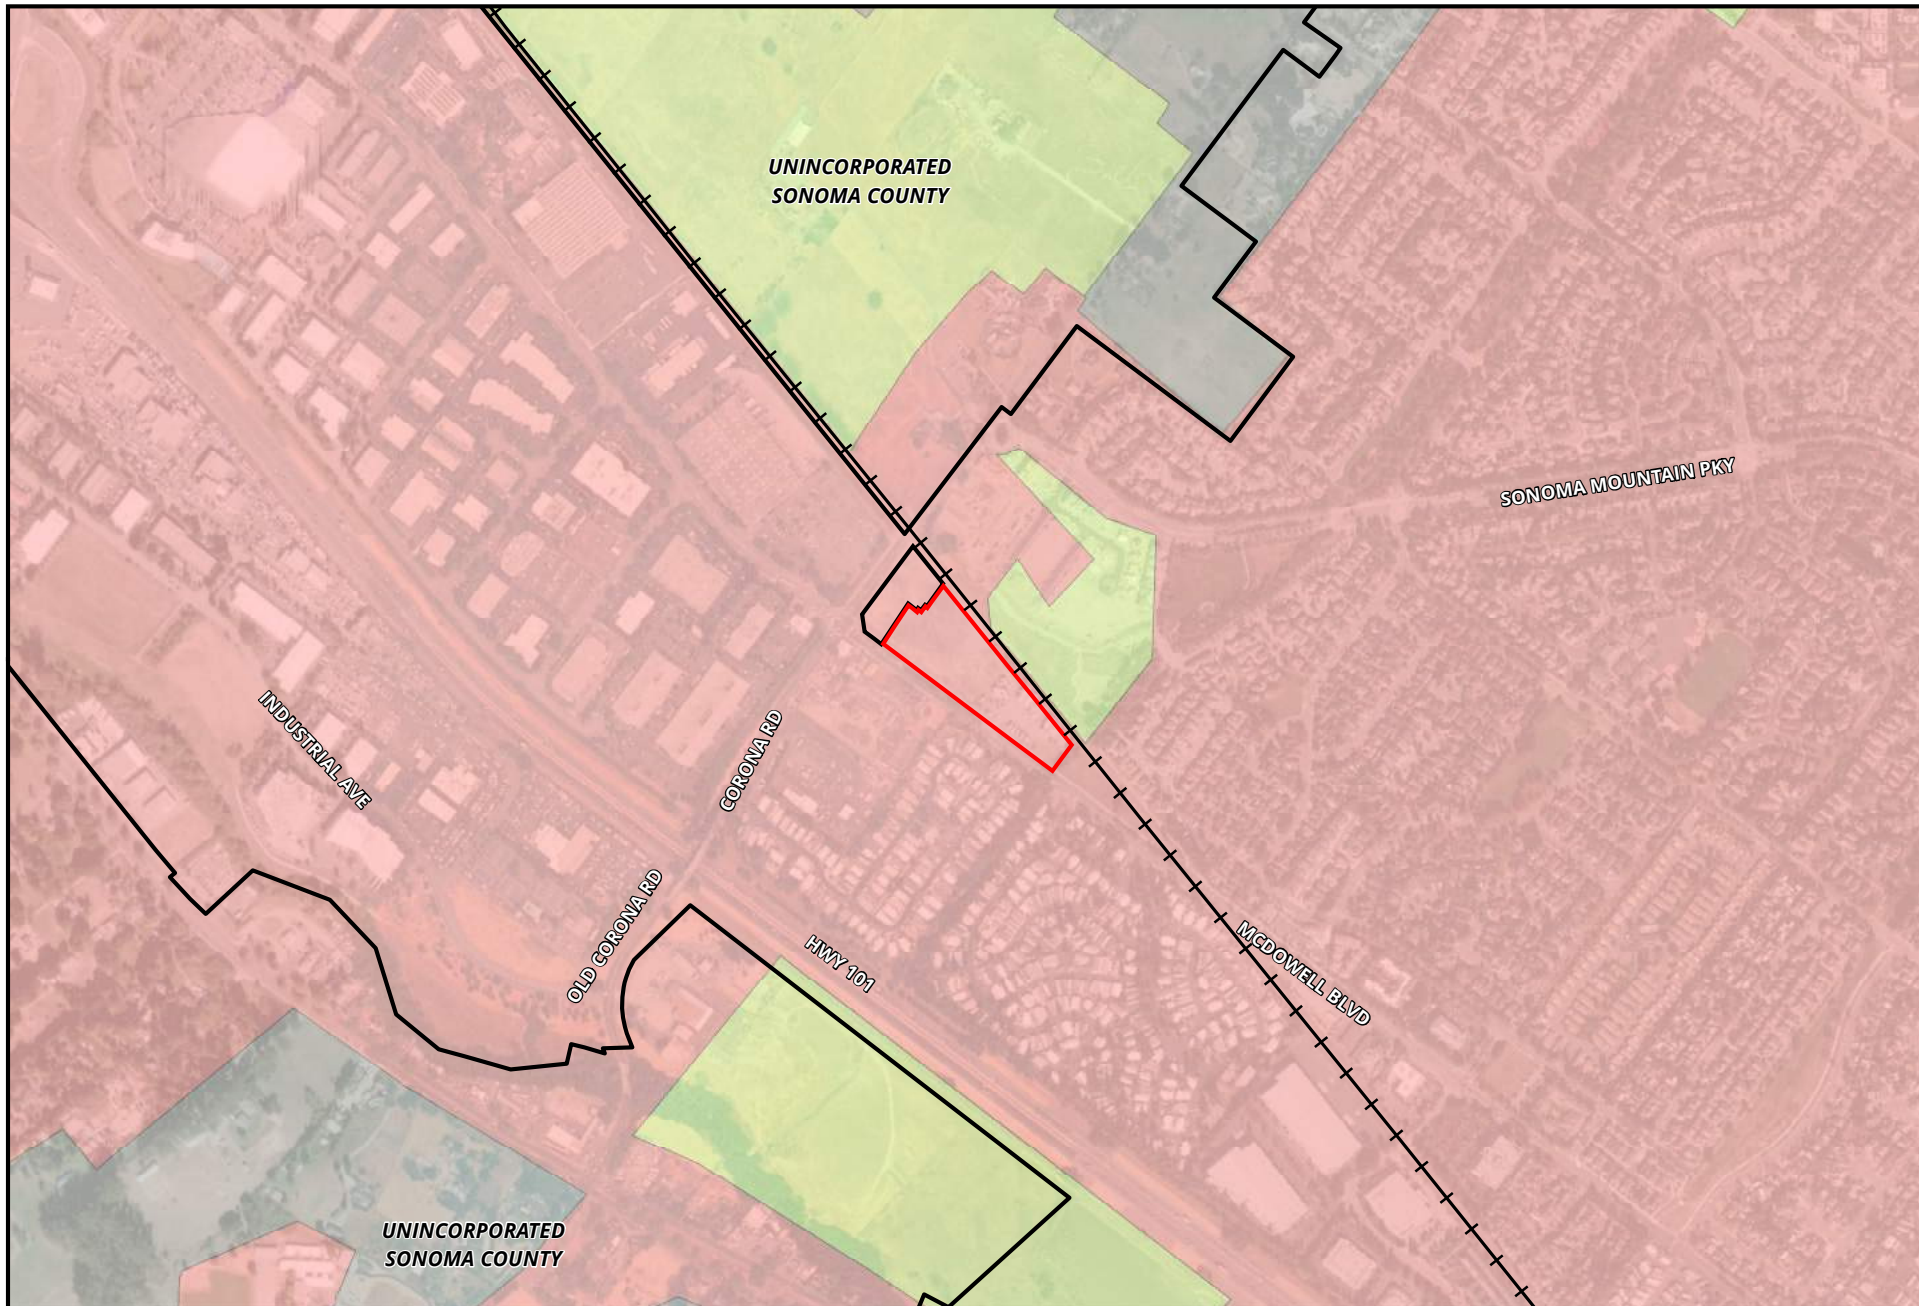 UNINCORPORATED
SONOMA COUNTY
SONOMA MOUNTAIN PKY
INDUSTRIAL AVE
CORONA RD
OLD CORONA RD
HWY 101
MCDOWELL BLVD
UNINCORPORATED
SONOMA COUNTY